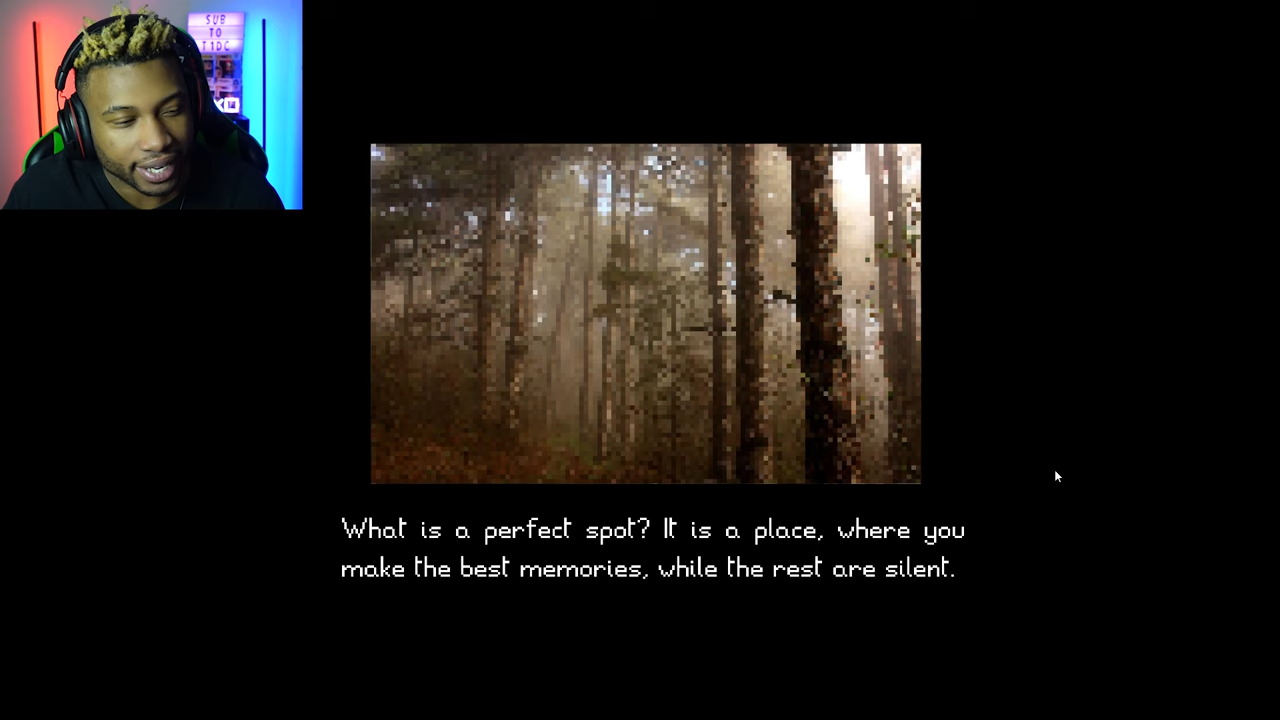 SUB
TO
T1DC
What is a perfect spot? It is a place, where you
make the best memories, while the rest are silent.